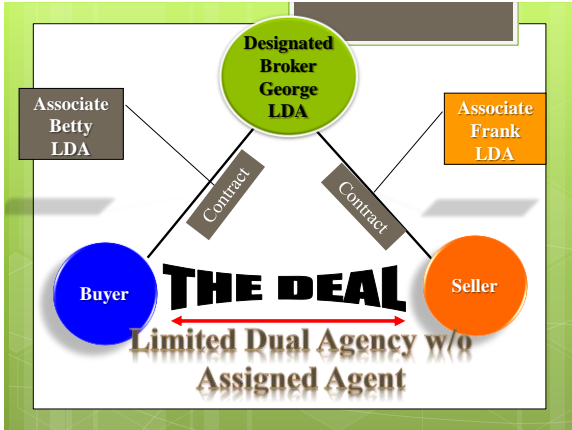 Designated
Broker
George
LDA
Associate
Betty
LDA
Associate
Frank
LDA
Contract
Contract
Buyer
THE DEAL
Seller
Limited Dual Agency w/o
Assigned Agent